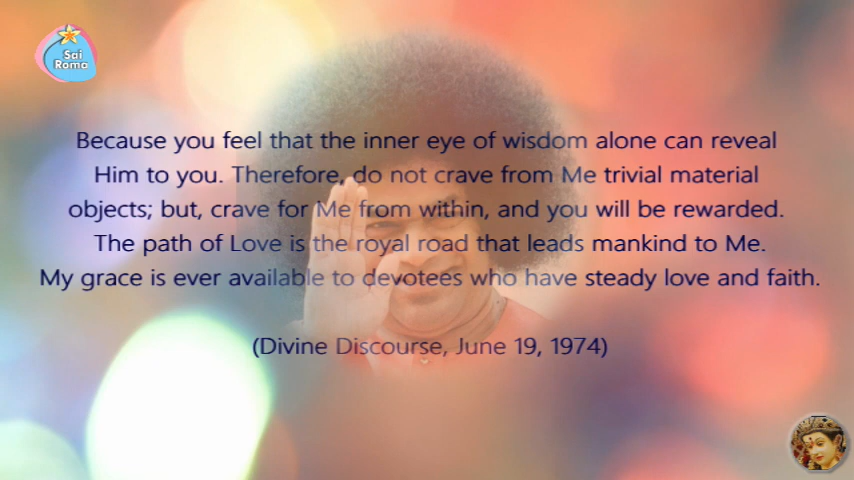 Sai
Roma
Because you feel that the inner eye of wisdom alone can reveal
Him to you. Therefore, do not crave from Me trivial material
objects; but, crave for Me from within, and you will be rewarded.
The path of Love is the royal road that leads mankind to Me.
My grace is ever available to devotees who have steady love and faith.
(Divine Discourse, June 19, 1974)